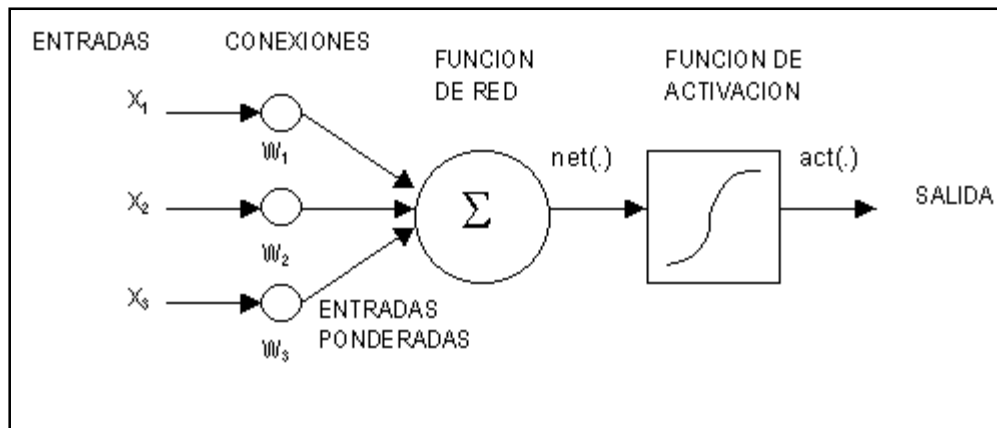 ENTRADAS
CONEXIONES
FUNCION
DE RED
FUNCION DE
ACTIVACION
X₁
W₁
net(.)
act(.)
X₂
W₂
Σ
SALIDA
X₃
W₃
ENTRADAS
PONDERADAS